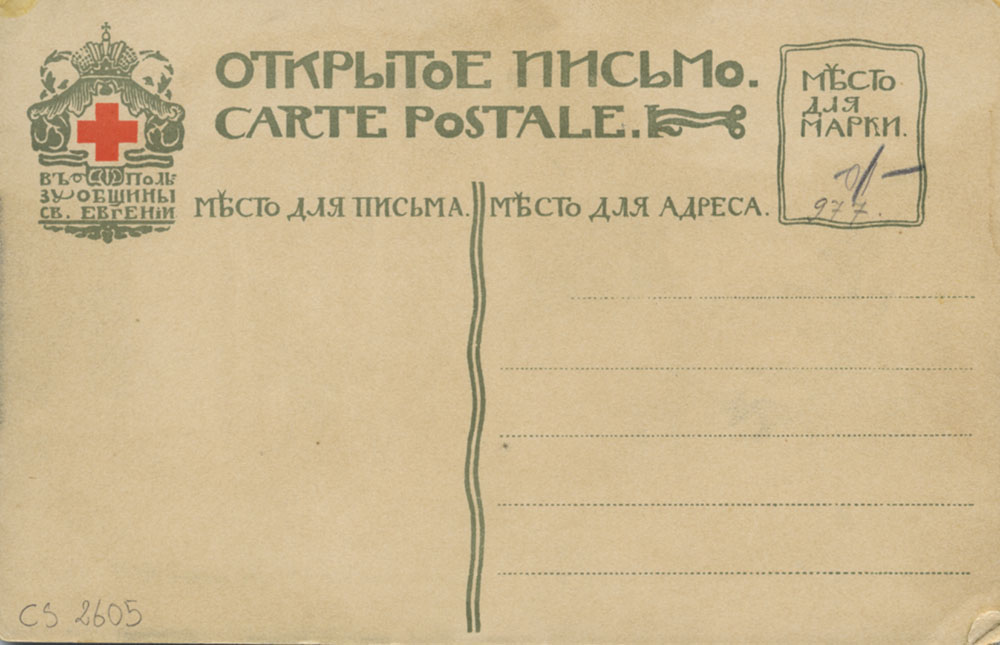 ОТКРЫТОЕ ПИСЬМО.
CARTE POSTALE.
МѢСТО
ДЛЯ
МАРКИ.
977.
ВЪ ПОЛЬ
ЗУ ОБЩИНЫ
СВ. ЕВГЕНІИ
МѢСТО ДЛЯ ПИСЬМА.
МѢСТО ДЛЯ АДРЕСА.
CS 2605